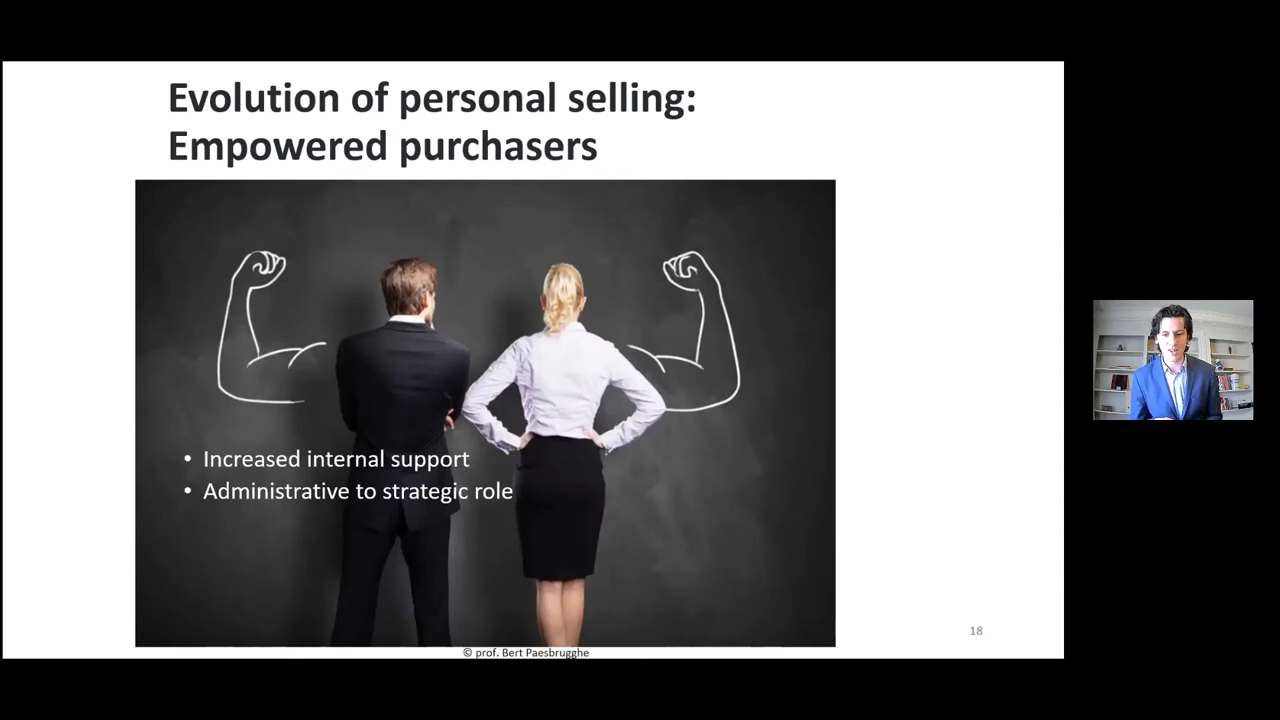 Evolution of personal selling:
Empowered purchasers
• Increased internal support
• Administrative to strategic role
18
© prof. Bert Paesbrugghe